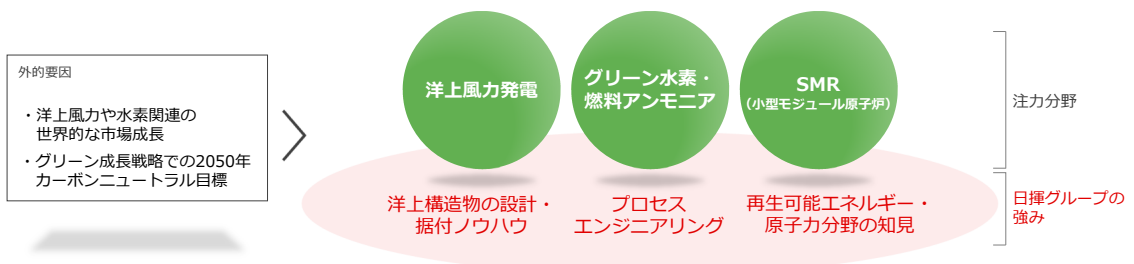 外的要因
・洋上風力や水素関連の
世界的な市場成長
・グリーン成長戦略での2050年
カーボンニュートラル目標
洋上風力発電
グリーン水素・
燃料アンモニア
SMR
(小型モジュール原子炉)
注力分野
洋上構造物の設計・
据付ノウハウ
プロセス
エンジニアリング
再生可能エネルギー・
原子力分野の知見
日揮グループの
強み